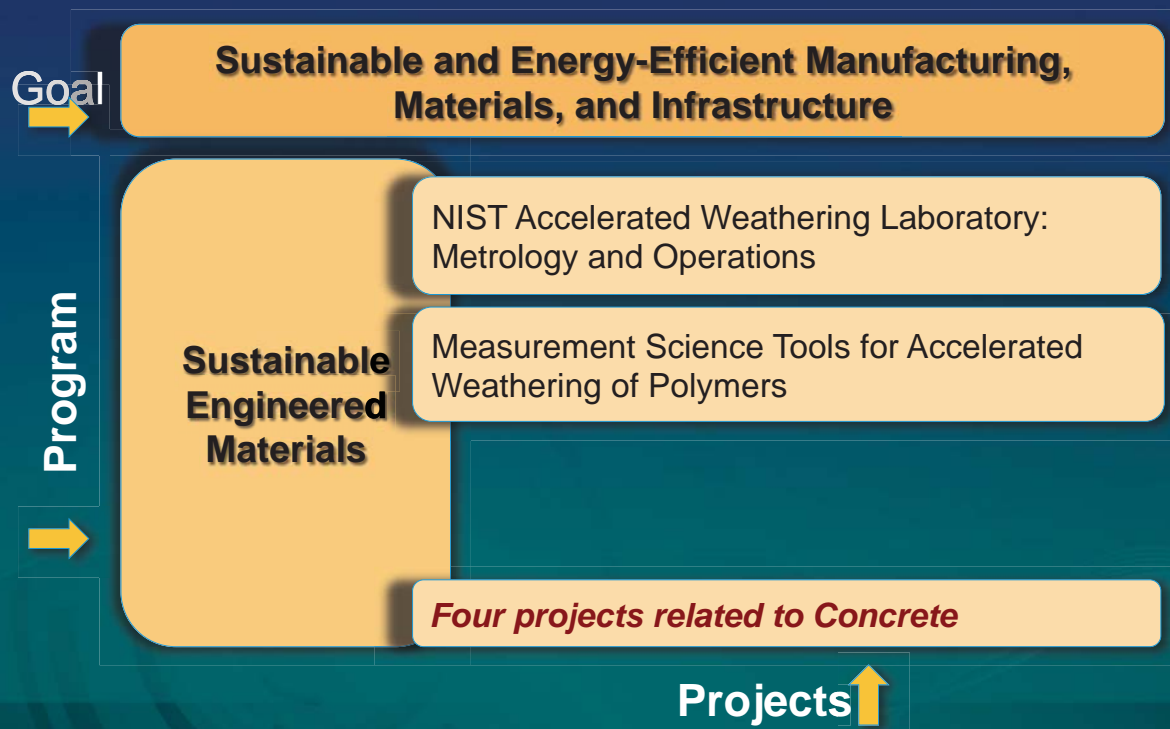 Goal
Sustainable and Energy-Efficient Manufacturing,
Materials, and Infrastructure
Program
Sustainable
Engineered
Materials
NIST Accelerated Weathering Laboratory:
Metrology and Operations
Measurement Science Tools for Accelerated
Weathering of Polymers
Four projects related to Concrete
Projects